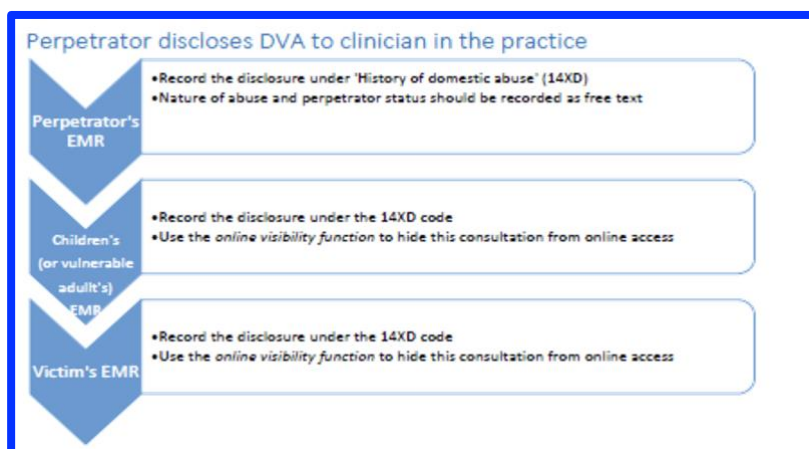 Perpetrator discloses DVA to clinician in the practice
Perpetrator's
EMR
•Record the disclosure under 'History of domestic abuse' (14XD)
•Nature of abuse and perpetrator status should be recorded as free text
Children's
(or vulnerable
adullt's)
EMR
•Record the disclosure under the 14XD code
•Use the online visibility function to hide this consultation from online access
Victim's EMR
•Record the disclosure under the 14XD code
•Use the online visibility function to hide this consultation from online access